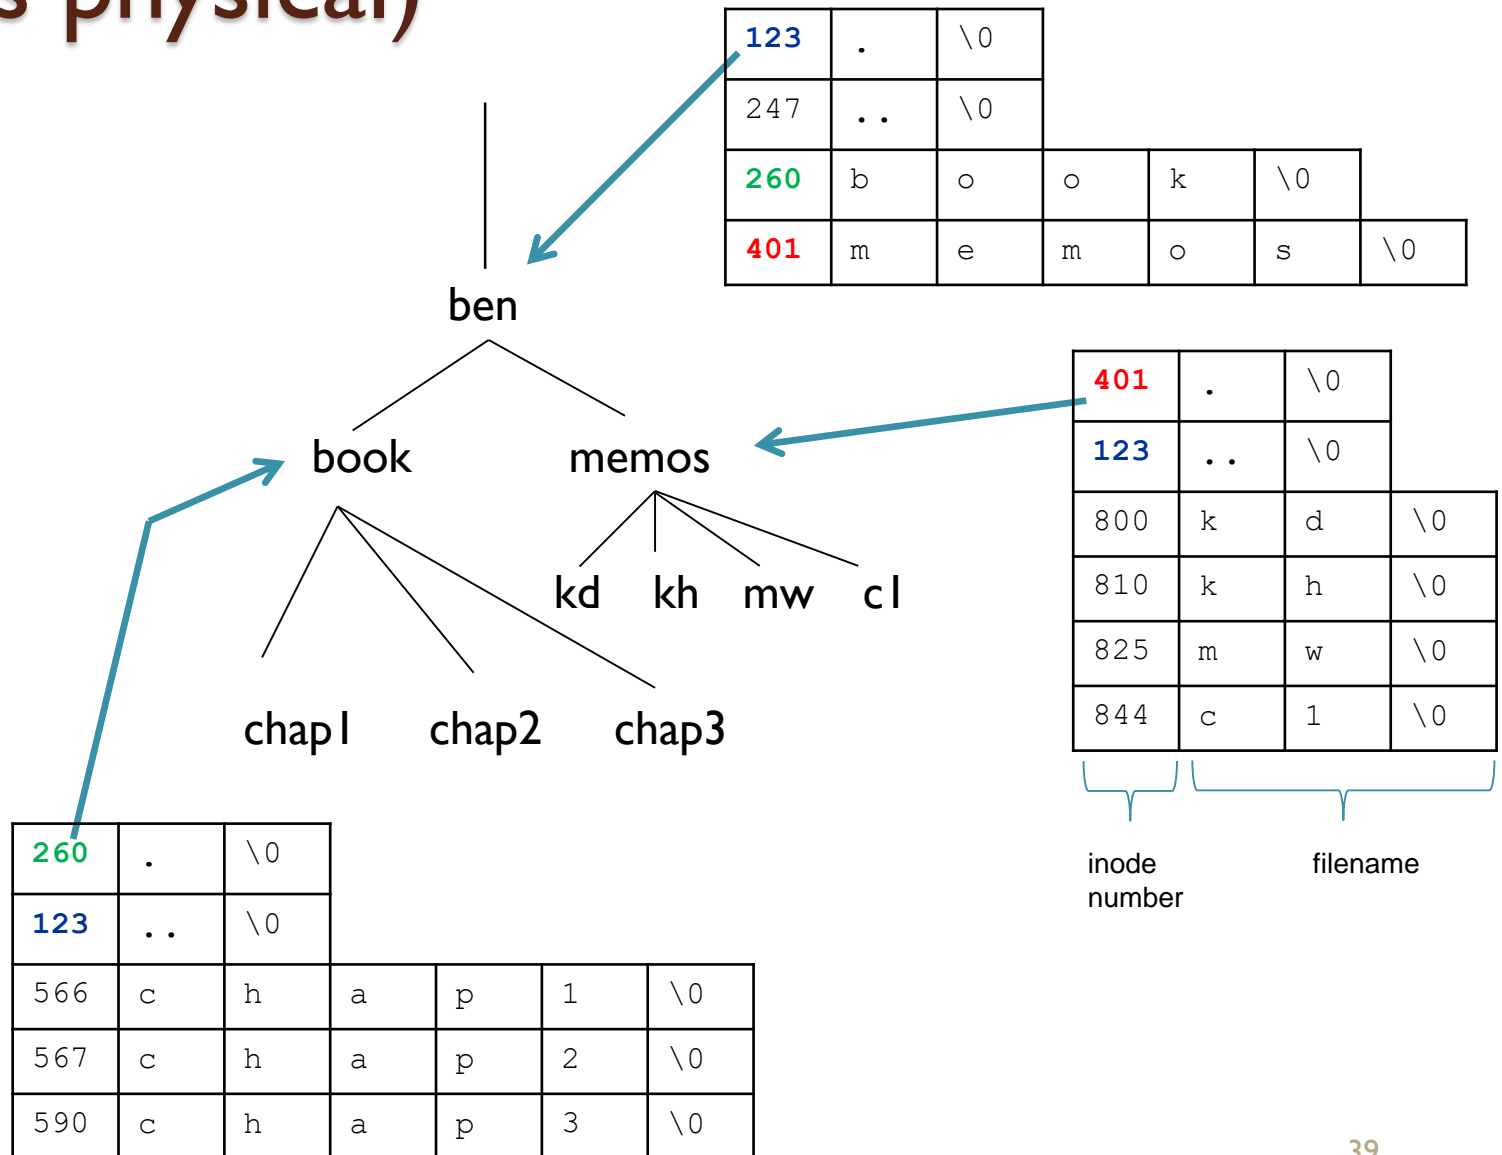 s physical)
123 . \0
247 .. \0
260 b o o k \0
401 m e m o s \0
ben
book memos
kd kh mw c1
chap1 chap2 chap3
401 . \0
123 .. \0
800 k d \0
810 k h \0
825 m w \0
844 c 1 \0
inode
number
filename
260 . \0
123 .. \0
566 c h a p 1 \0
567 c h a p 2 \0
590 c h a p 3 \0
39